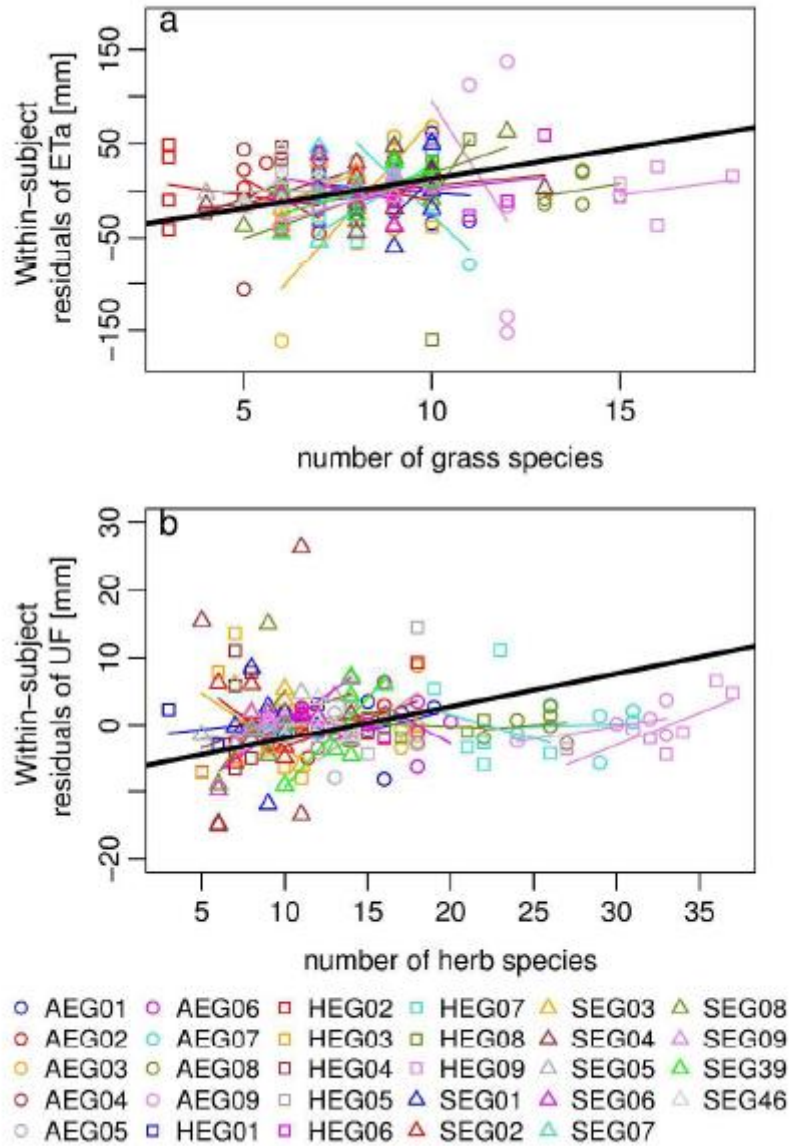 a
Within-subject
residuals of ETa [mm]
150
50
-50
-150
5 10 15
number of grass species
b
Within-subject
residuals of UF [mm]
30
20
10
0
-20
5 10 15 20 25 30 35
number of herb species
AEG01 AEG06 HEG02 HEG07 SEG03 SEG08
AEG02 AEG07 HEG03 HEG08 SEG04 SEG09
AEG03 AEG08 HEG04 HEG09 SEG05 SEG39
AEG04 AEG09 HEG05 SEG01 SEG06 SEG46
AEG05 HEG01 HEG06 SEG02 SEG07